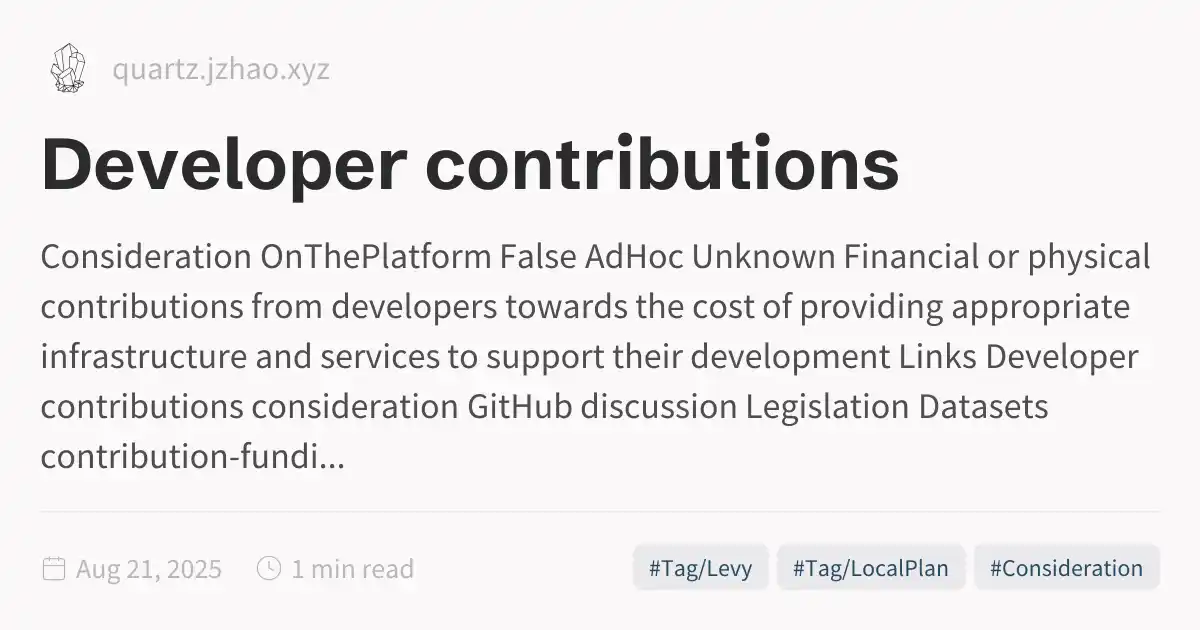 quartz.jzhao.xyz
Developer contributions
Consideration OnThePlatform False AdHoc Unknown Financial or physical
contributions from developers towards the cost of providing appropriate
infrastructure and services to support their development Links Developer
contributions consideration GitHub discussion Legislation Datasets
contribution-fundi...
Aug 21, 2025 1 min read #Tag/Levy #Tag/LocalPlan #Consideration